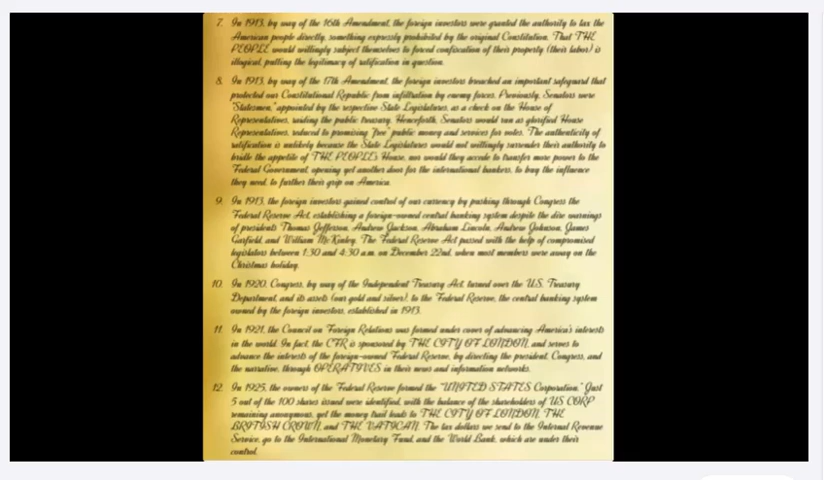 7. In 1913, by way of the 16th Amendment, the foreign investors were granted the authority to tax the
American people directly, something expressly prohibited by the original Constitution. That THE
PEOPLE would willingly subject themselves to forced confiscation of their property (their labor) is
illogical, putting the legitimacy of ratification in question.
8. In 1913, by way of the 17th Amendment, the foreign investors breached an important safeguard that
protected our Constitutional Republic from infiltration by enemy forces. Previously, Senators were
"Statesmen," appointed by the respective State Legislatures, as a check on the House of
Representatives, raiding the public treasury. Henceforth, Senators would run as glorified House
Representatives, reduced to promising "free" public money and services for votes. The authenticity of
ratification is unlikely because the State Legislatures would not willingly surrender their authority to
bridle the appetite of THE PEOPLE's House, nor would they accede to transfer more power to the
Federal Government, opening yet another door for the international bankers, to buy the influence
they need, to further their grip on America.
9. In 1913, the foreign investors gained control of our currency by pushing through Congress the
Federal Reserve Act, establishing a foreign-owned central banking system despite the dire warnings
of presidents Thomas Jefferson, Andrew Jackson, Abraham Lincoln, Andrew Johnson, James
Garfield, and William McKinley. The Federal Reserve Act passed with the help of compromised
legislators between 1:30 and 4:30 a.m. on December 22nd, when most members were away on the
Christmas holiday.
10. In 1920, Congress, by way of the Independent Treasury Act, turned over the U.S. Treasury
Department, and its assets (our gold and silver), to the Federal Reserve, the central banking system
owned by the foreign investors, established in 1913.
11. In 1921, the Council on Foreign Relations was formed under cover of advancing America's interests
in the world. In fact, the CFR is sponsored by THE CITY OF LONDON, and serves to
advance the interests of the foreign-owned Federal Reserve, by directing the president, Congress, and
the narrative, through OPERATIVES in their news and information networks.
12. In 1925, the owners of the Federal Reserve formed the "UNITED STATES Corporation." Just
5 out of the 100 shares issued were identified, with the balance of the shareholders of US CORP
remaining anonymous, yet the money trail leads to THE CITY OF LONDON, THE
BRITISH CROWN, and THE VATICAN. The tax dollars we send to the Internal Revenue
Service, go to the International Monetary Fund, and the World Bank, which are under their
control.